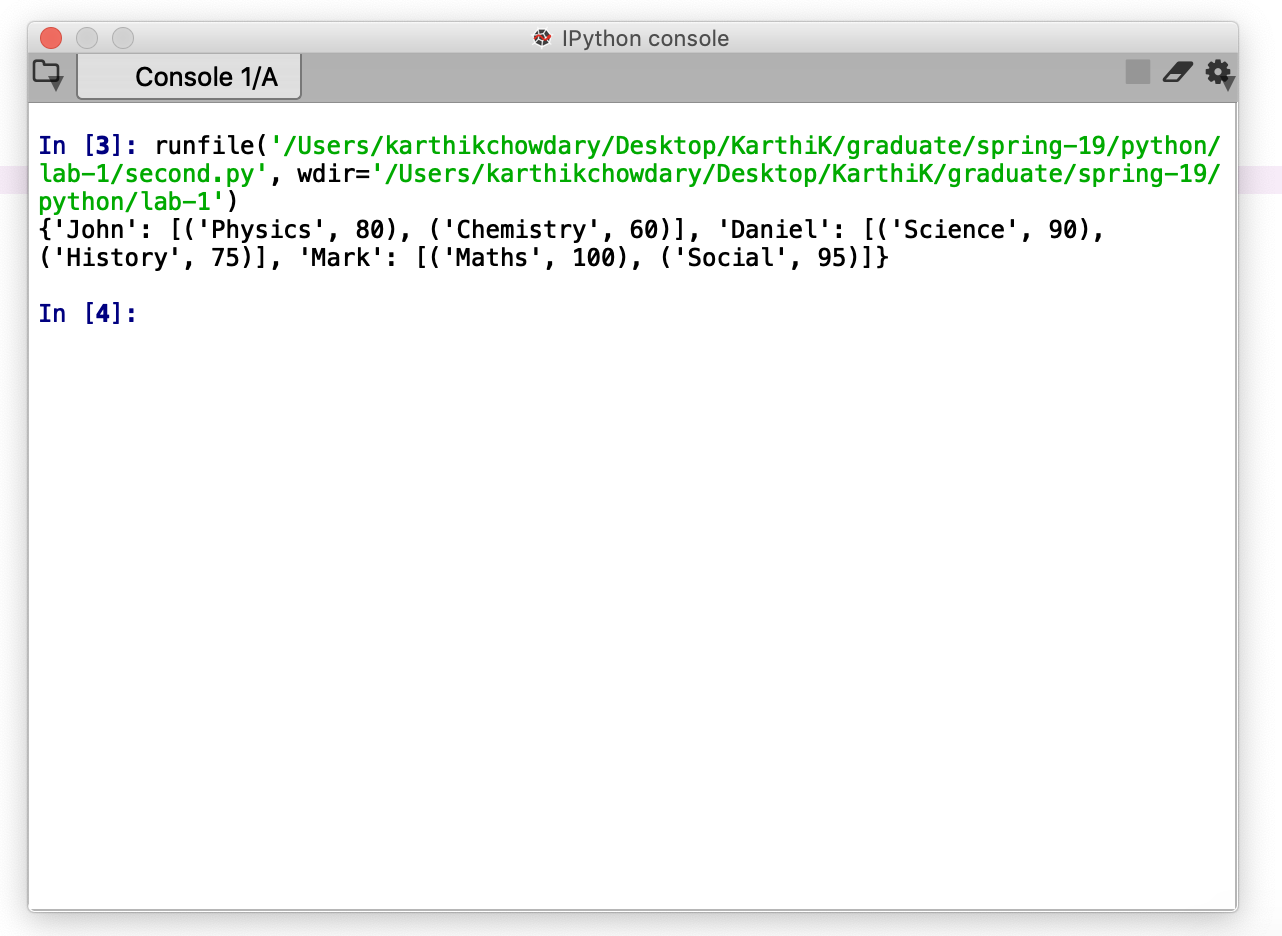 IPython console
Console 1/A
In [3]: runfile('/Users/karthikchowdary/Desktop/KarthiK/graduate/spring-19/python/
lab-1/second.py', wdir='/Users/karthikchowdary/Desktop/KarthiK/graduate/spring-19/
python/lab-1')
{'John': [('Physics', 80), ('Chemistry', 60)], 'Daniel': [('Science', 90),
('History', 75)], 'Mark': [('Maths', 100), ('Social', 95)]}
In [4]: